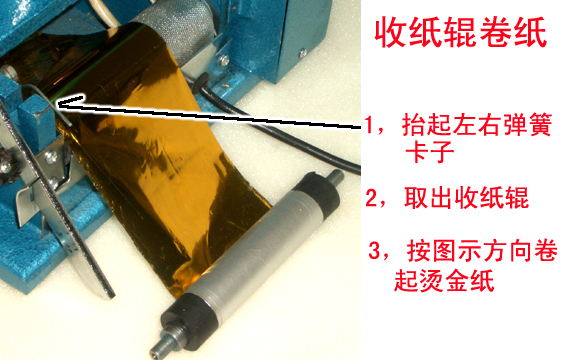 收纸辊卷纸
1，抬起左右弹簧
卡子
2，取出收纸辊
3，按图示方向卷
起烫金纸